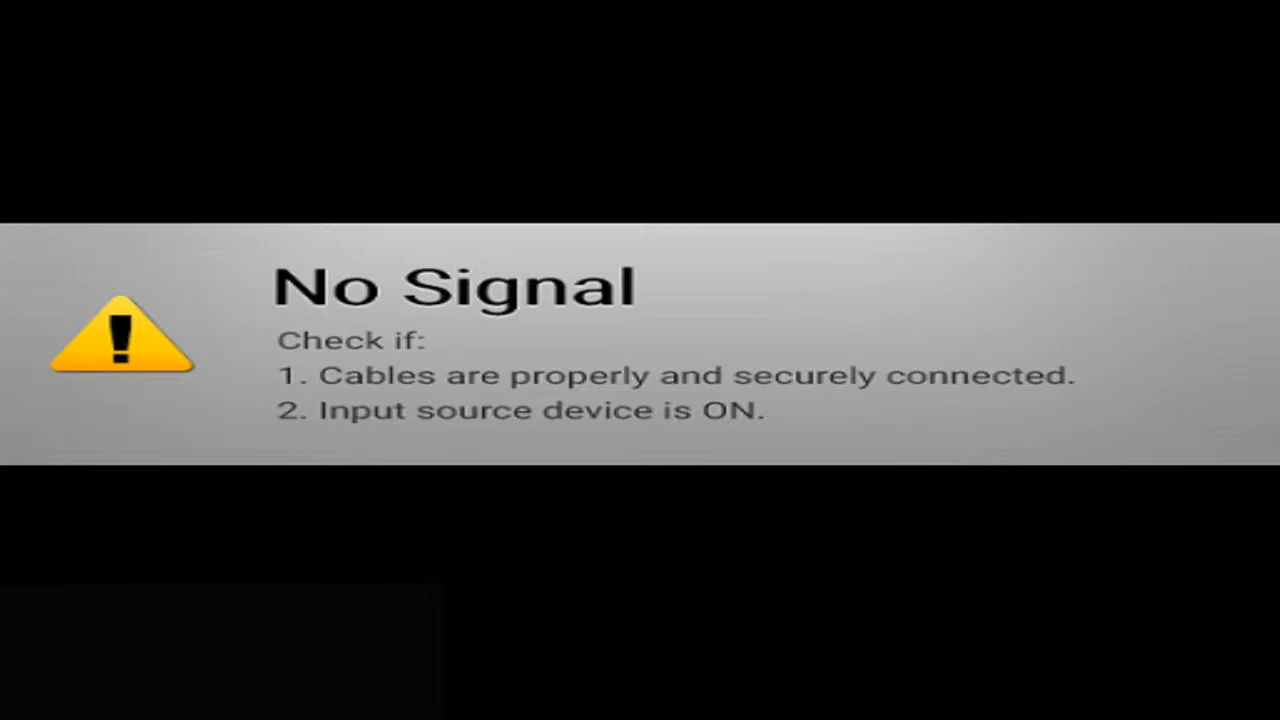 No Signal
Check if:
1. Cables are properly and securely connected.
2. Input source device is ON.